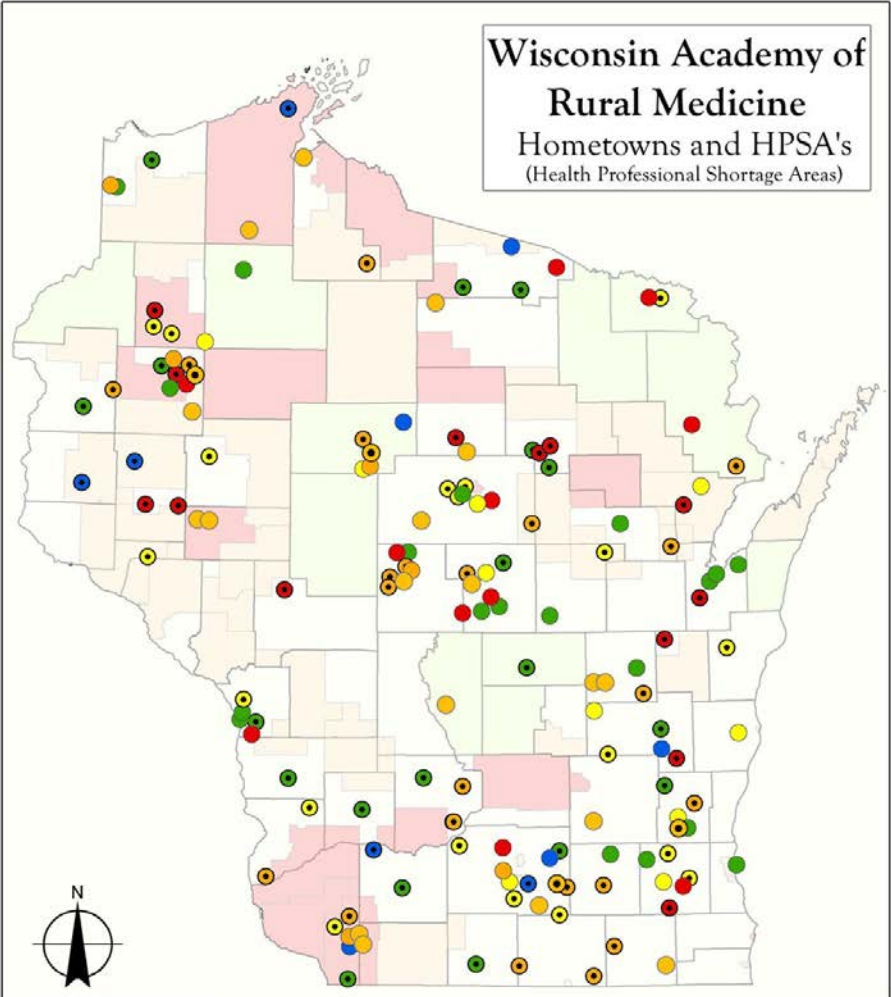 Wisconsin Academy of
Rural Medicine
Hometowns and HPSA's
(Health Professional Shortage Areas)
N